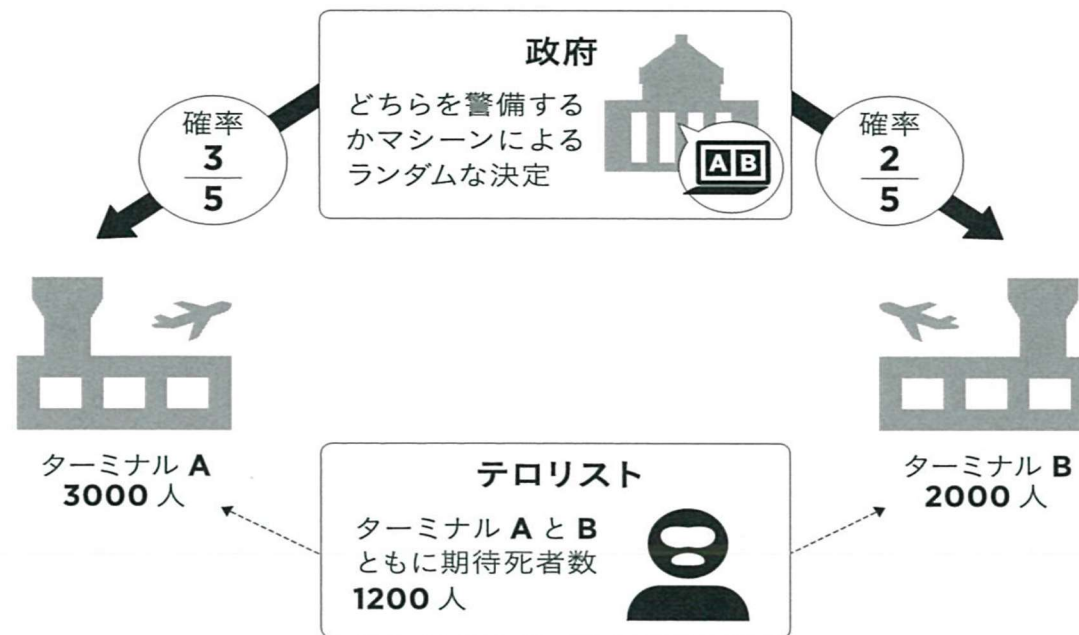 政府
どちらを警備する
かマシーンによる
ランダムな決定
A B
確率
3
5
確率
2
5
ターミナル A
3000 人
ターミナル B
2000 人
テロリスト
ターミナル A と B
ともに期待死者数
1200 人